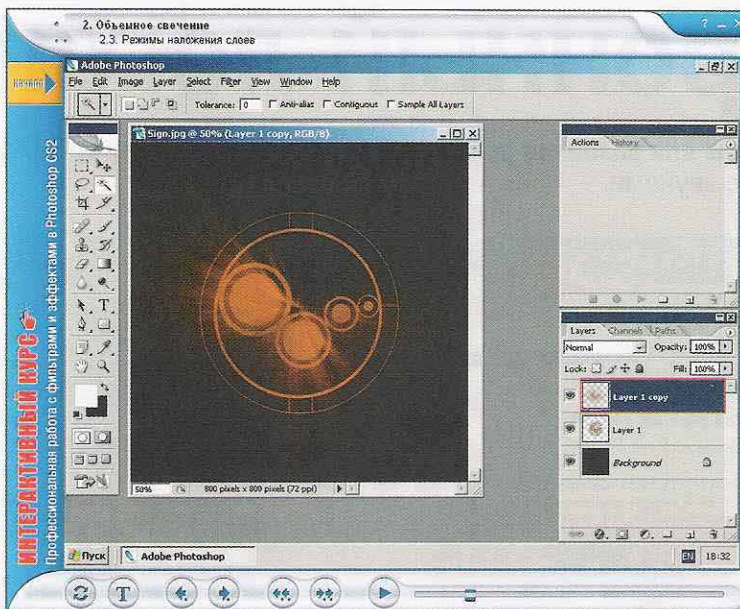 2. Объемное свечение
2.3. Режимы наложения слоев
? _ X
НАЧАЛО
ИНТЕРАКТИВНЫЙ КУРС
Профессиональная работа с фильтрами и эффектами в Photoshop CS2
Adobe Photoshop
File Edit Image Layer Select Filter View Window Help
Tolerance: 0 Anti-alias Contiguous Sample All Layers
Sign.jpg @ 50% (Layer 1 copy, RGB/8)
50% 800 pixels x 800 pixels (72 ppi)
Actions History
Layers Channels Paths
Normal Opacity: 100%
Lock: Fill: 100%
Layer 1 copy
Layer 1
Background
Пуск Adobe Photoshop EN 18:32
T